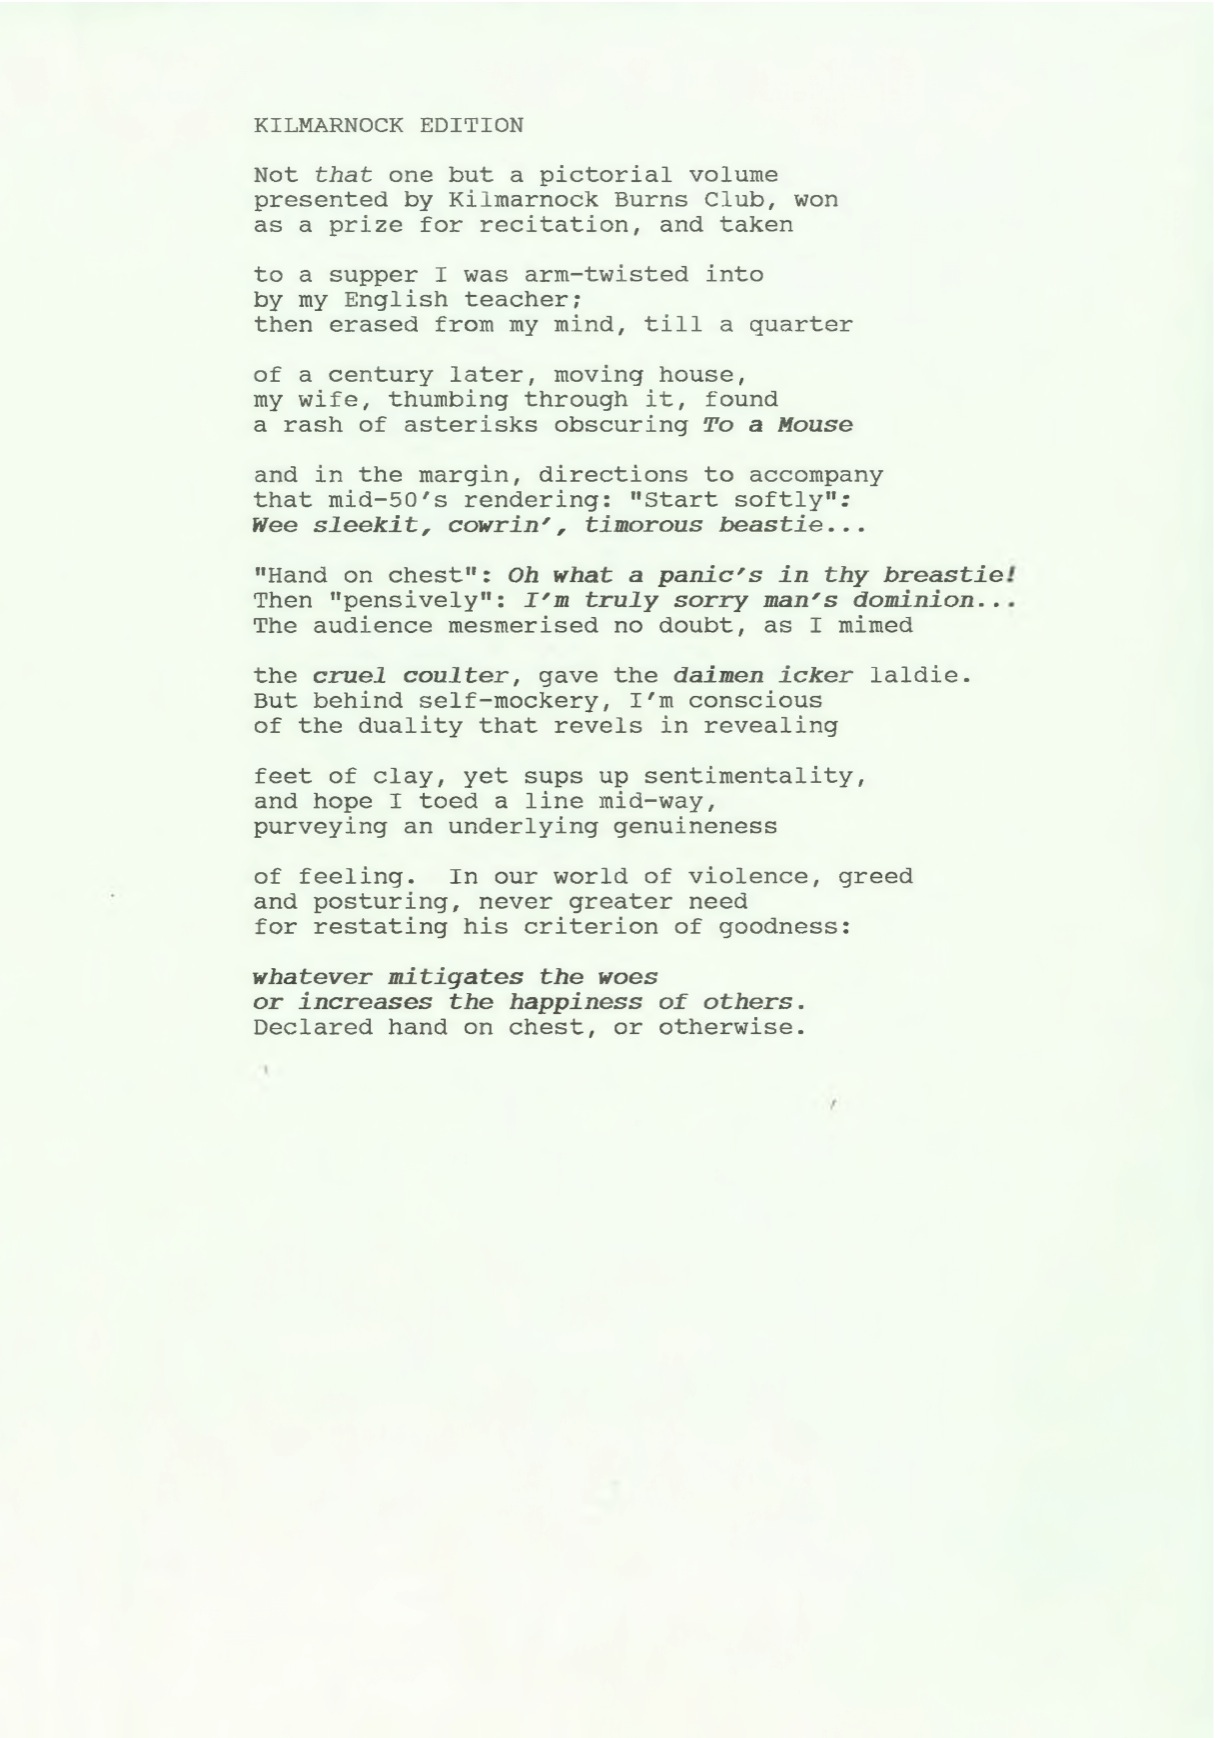 KILMARNOCK EDITION
Not that one but a pictorial volume
presented by Kilmarnock Burns Club, won
as a prize for recitation, and taken
to a supper I was arm-twisted into
by my English teacher;
then erased from my mind, till a quarter
of a century later, moving house,
my wife, thumbing through it, found
a rash of asterisks obscuring To a Mouse
and in the margin, directions to accompany
that mid-50's rendering: "Start softly":
Wee sleekit, cowrin', timorous beastie...
"Hand on chest": Oh what a panic's in thy breastie!
Then "pensively": I'm truly sorry man's dominion...
The audience mesmerised no doubt, as I mimed
the cruel coulter, gave the daimen icker laldie.
But behind self-mockery, I'm conscious
of the duality that revels in revealing
feet of clay, yet sups up sentimentality,
and hope I toed a line mid-way,
purveying an underlying genuineness
of feeling.  In our world of violence, greed
and posturing, never greater need
for restating his criterion of goodness:
whatever mitigates the woes
or increases the happiness of others.
Declared hand on chest, or otherwise.